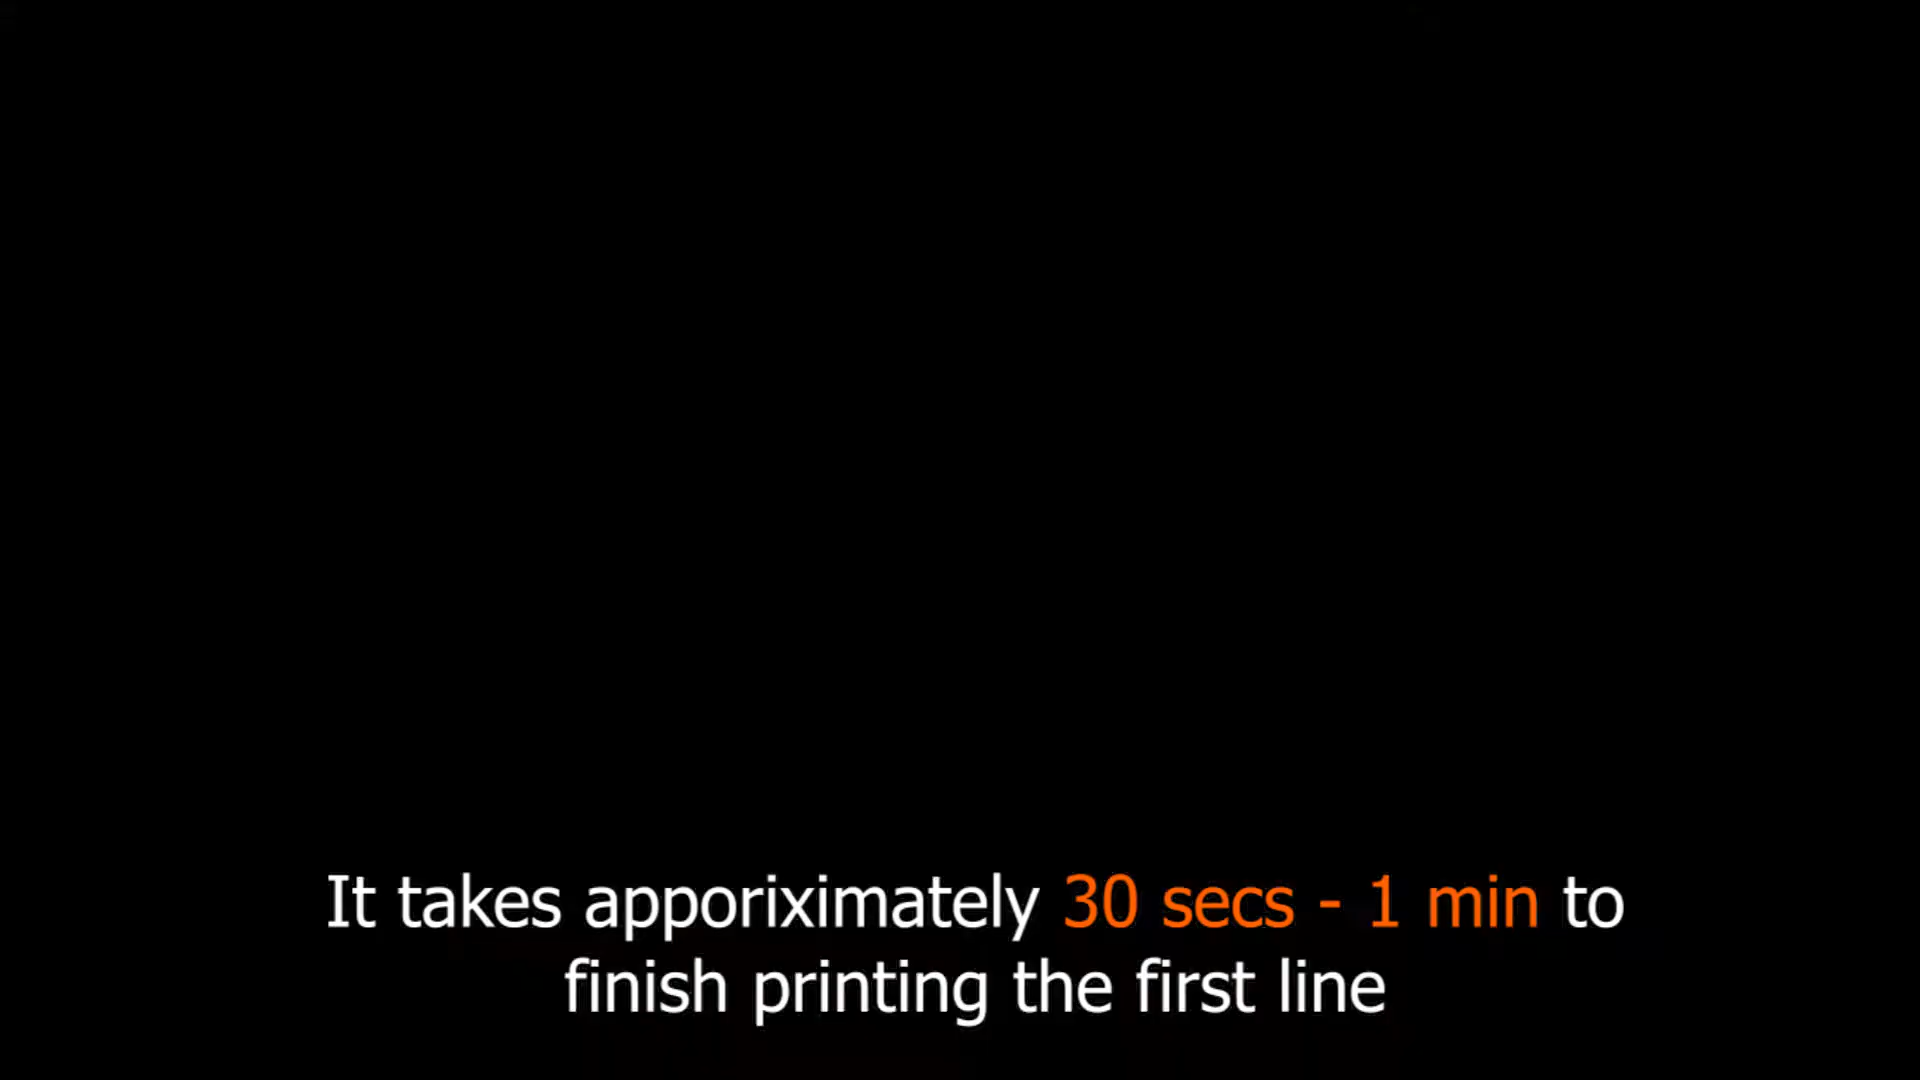 It takes apporiximately 30 secs - 1 min to
finish printing the first line